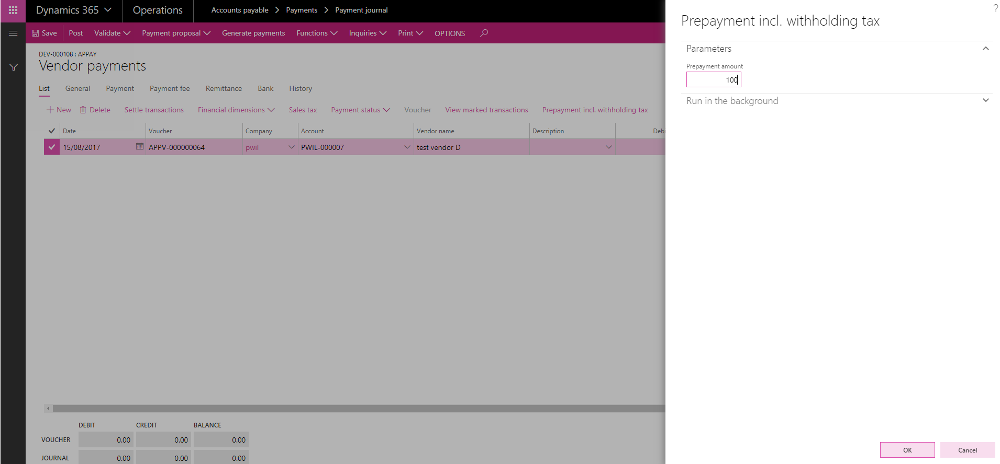 Dynamics 365 Operations Accounts payable Payments Payment journal
Save Post Validate Payment proposal Generate payments Functions Inquiries Print OPTIONS
DEV-000108 : APPAY
Vendor payments
List General Payment Payment fee Remittance Bank History
New Delete Settle transactions Financial dimensions Sales tax Payment status Voucher View marked transactions Prepayment incl. withholding tax
Date Voucher Company Account Vendor name Description Debi
15/08/2017 APPV-000000064 pwil PWIL-000007 test vendor D
DEBIT CREDIT BALANCE
VOUCHER 0.00 0.00 0.00
JOURNAL 0.00 0.00 0.00
?
Prepayment incl. withholding tax
Parameters
Prepayment amount
100
Run in the background
OK Cancel